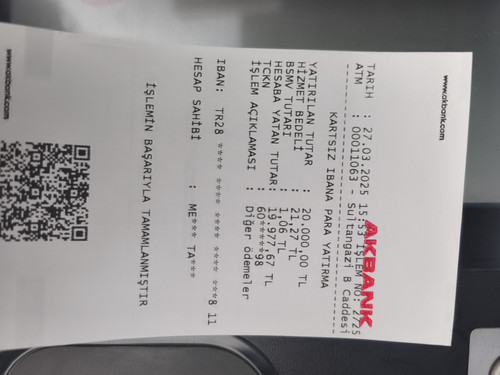 www.akbank.com
AKBANK
TARİH : 27.03.2025 15:53 İŞLEM NO: 2725
ATM : 00011063 - Sultangazi B Caddesi
KARTSIZ IBANA PARA YATIRMA
YATIRILAN TUTAR : 20.000,00 TL
HİZMET BEDELİ : 21,27 TL
BSMV TUTARI : 1,06 TL
HESABA YATAN TUTAR: 19.977,67 TL
TCKN : 60*******98
İŞLEM AÇIKLAMASI : Diğer ödemeler
IBAN: TR28 **** **** **** **** ***8 11
HESAP SAHİBİ : ME*** TA***
İŞLEMİN BAŞARIYLA TAMAMLANMIŞTIR
www.akbank.com